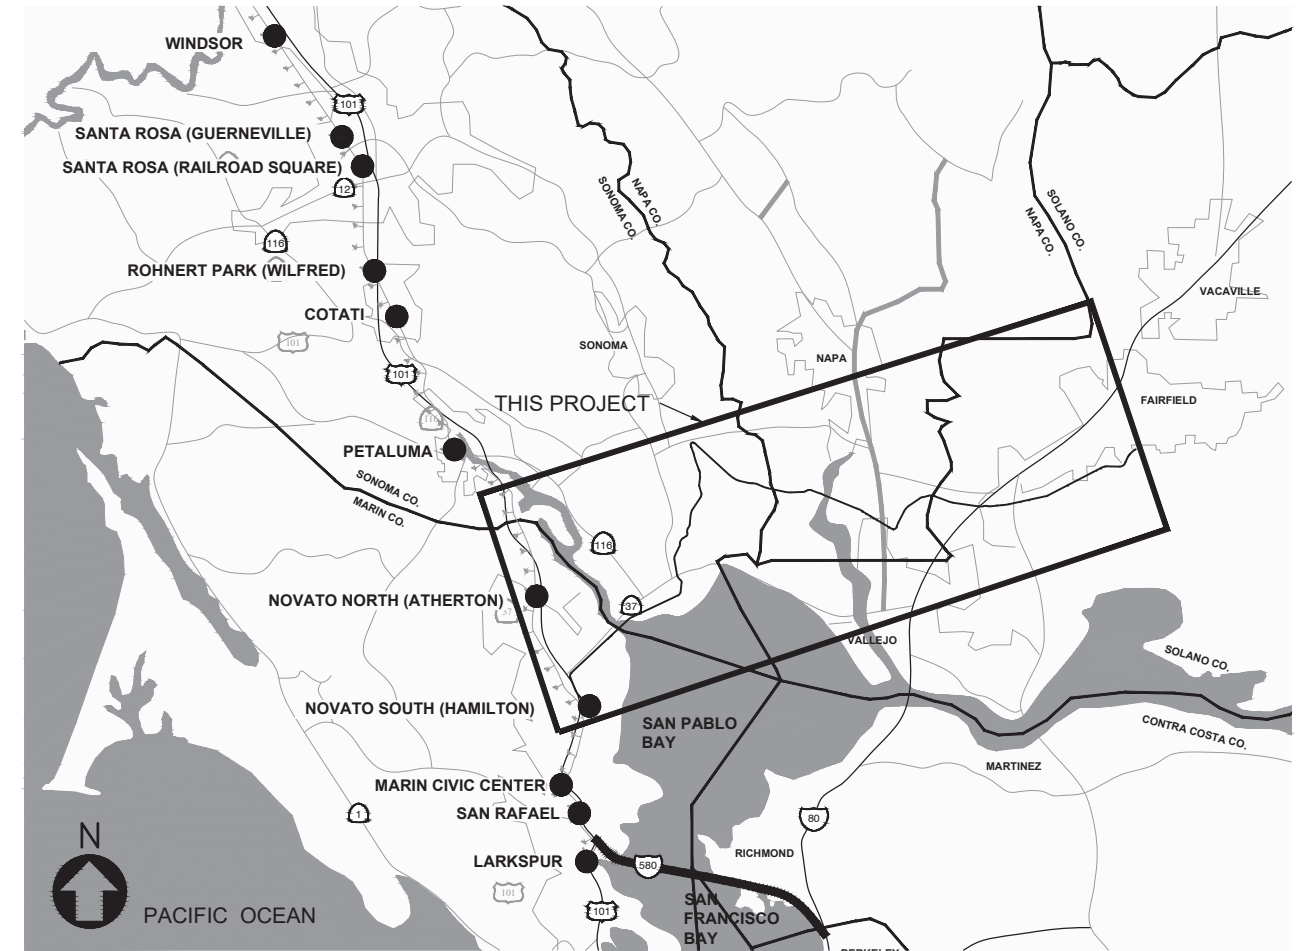 WINDSOR
101
SANTA ROSA (GUERNEVILLE)
SANTA ROSA (RAILROAD SQUARE)
12
NAPA CO.
SONOMA CO.
SOLANO CO.
NAPA CO.
116
ROHNERT PARK (WILFRED)
VACAVILLE
COTATI
101
SONOMA
NAPA
101
THIS PROJECT
FAIRFIELD
116
PETALUMA
SONOMA CO.
MARIN CO.
116
NOVATO NORTH (ATHERTON)
37
37
VALLEJO
SOLANO CO.
NOVATO SOUTH (HAMILTON)
SAN PABLO
BAY
CONTRA COSTA CO.
MARTINEZ
MARIN CIVIC CENTER
SAN RAFAEL
1
80
N
LARKSPUR
580
RICHMOND
101
PACIFIC OCEAN
101
SAN
FRANCISCO
BAY
BERKELEY